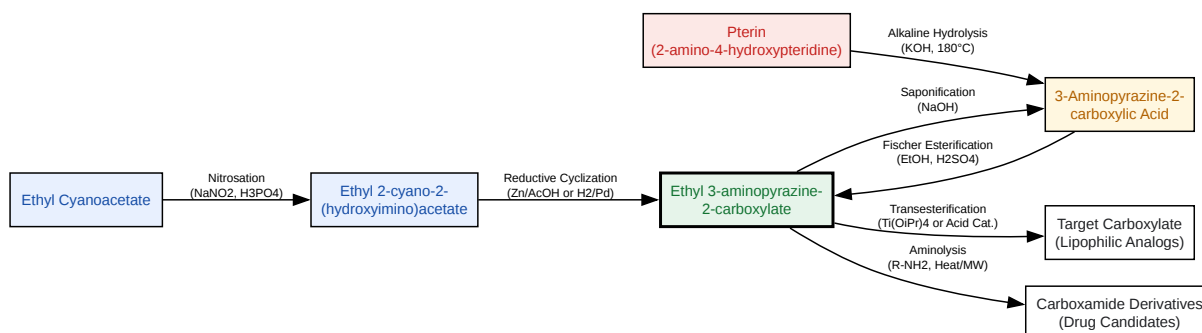 Pterin
(2-amino-4-hydroxypteridine)
Alkaline Hydrolysis
(KOH, 180°C)
3-Aminopyrazine-2-
carboxylic Acid
Saponification
(NaOH)
Fischer Esterification
(EtOH, H2SO4)
Ethyl Cyanoacetate
Nitrosation
(NaNO2, H3PO4)
Ethyl 2-cyano-2-
(hydroxyimino)acetate
Reductive Cyclization
(Zn/AcOH or H2/Pd)
Ethyl 3-aminopyrazine-
2-carboxylate
Transesterification
(Ti(OiPr)4 or Acid Cat.)
Target Carboxylate
(Lipophilic Analogs)
Aminolysis
(R-NH2, Heat/MW)
Carboxamide Derivatives
(Drug Candidates)